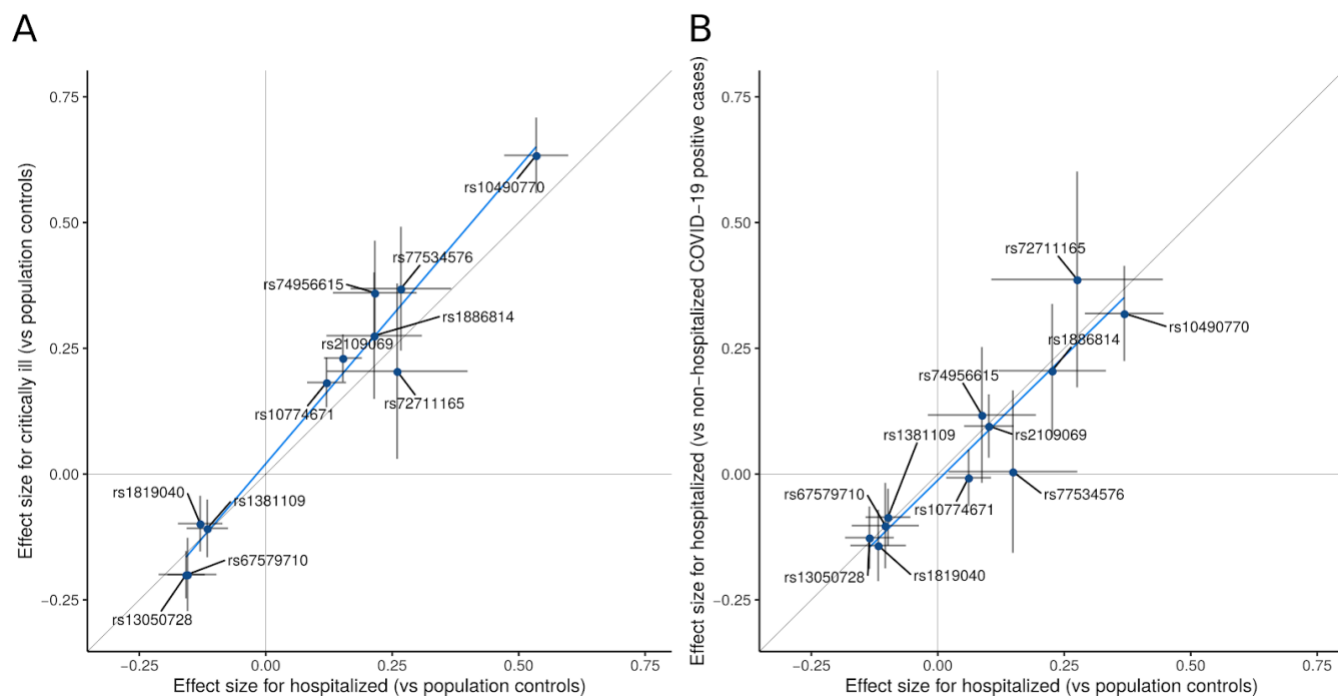 A
B
Effect size for critically ill (vs population controls)
0.75
0.50
0.25
0.00
−0.25
rs10490770
rs77534576
rs74956615
rs1886814
rs2109069
rs10774671
rs72711165
rs1819040
rs1381109
rs67579710
rs13050728
−0.25
0.00
0.25
0.50
0.75
Effect size for hospitalized (vs population controls)
Effect size for hospitalized (vs non−hospitalized COVID−19 positive cases)
0.75
0.50
0.25
0.00
−0.25
rs72711165
rs10490770
rs1886814
rs74956615
rs1381109
rs2109069
rs77534576
rs67579710
rs10774671
rs13050728
rs1819040
−0.25
0.00
0.25
0.50
0.75
Effect size for hospitalized (vs population controls)